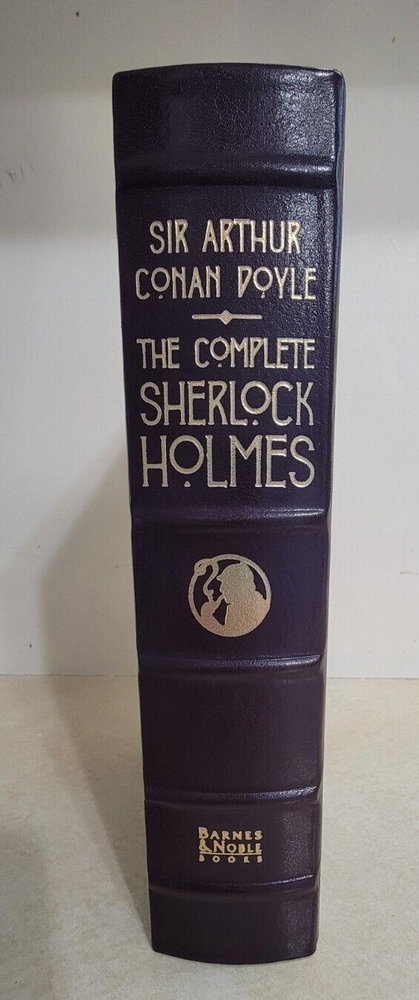 SIR ARTHUR
CONAN DOYLE
THE COMPLETE
SHERLOCK
HOLMES
BARNES
& NOBLE
BOOKS